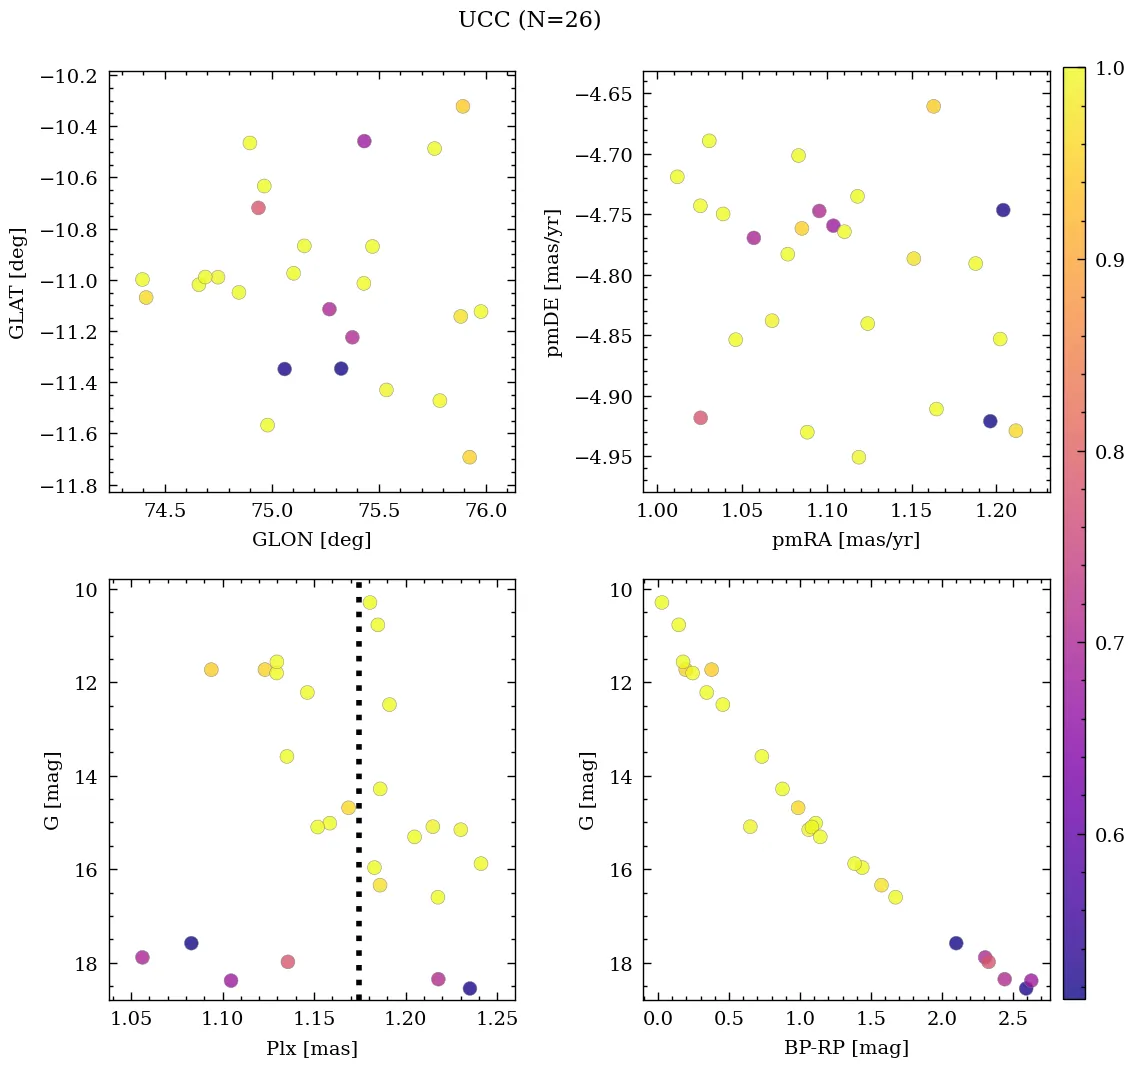 UCC (N=26)
−10.2
−10.4
−10.6
−10.8
−11.0
−11.2
−11.4
−11.6
−11.8
GLAT [deg]
74.5 75.0 75.5 76.0
GLON [deg]
−4.65
−4.70
−4.75
−4.80
−4.85
−4.90
−4.95
pmDE [mas/yr]
1.00 1.05 1.10 1.15 1.20
pmRA [mas/yr]
1.0
0.9
0.8
0.7
0.6
10
12
14
16
18
G [mag]
1.05 1.10 1.15 1.20 1.25
Plx [mas]
10
12
14
16
18
G [mag]
0.0 0.5 1.0 1.5 2.0 2.5
BP-RP [mag]